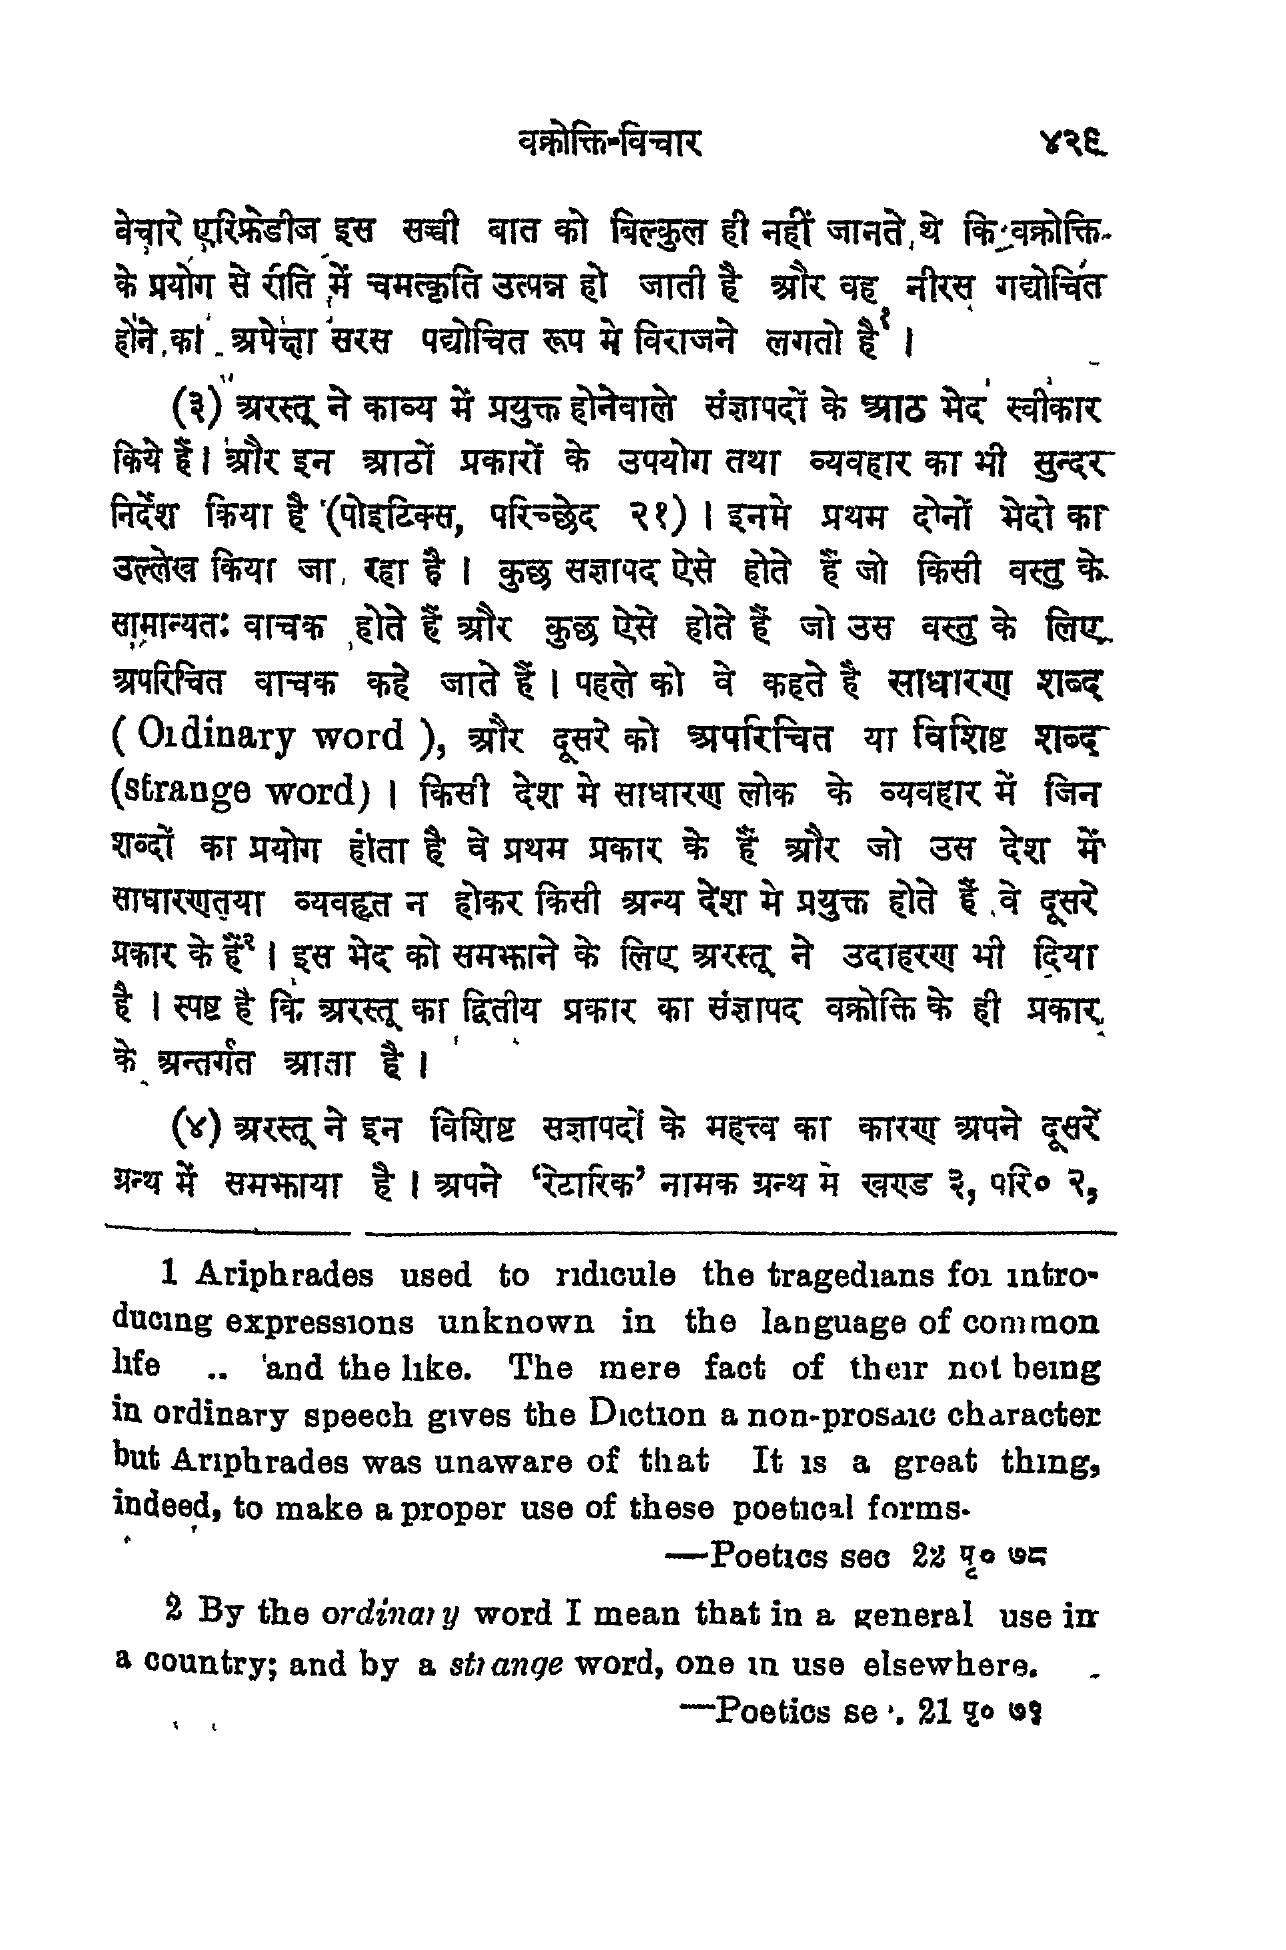 वक्रोक्ति-विचार ४२९
वेचारे एरिफ्रेडीज इस सच्ची बात को बिल्कुल ही नहीं जानते थे कि वक्रोक्ति-
के प्रयोग से रीति में चमत्कृति उत्पन्न हो जाती है और वह नीरस गद्योचित
होने की अपेक्षा सरस पद्योचित रूप मे विराजने लगतो है१ ।
(३) अरस्तू ने काव्य में प्रयुक्त होनेवाले संज्ञापदों के आठ भेद स्वीकार
किये हैं। और इन आठों प्रकारों के उपयोग तथा व्यवहार का भी सुन्दर
निर्देश किया है (पोइटिक्स, परिच्छेद २१) । इनमे प्रथम दोनों भेदो का
उल्लेख किया जा रहा है । कुछ सज्ञापद ऐसे होते हैं जो किसी वस्तु के
सामान्यतः वाचक होते हैं और कुछ ऐसे होते हैं जो उस वस्तु के लिए
अपरिचित वाचक कहे जाते हैं । पहले को वे कहते है साधारण शब्द
( Ordinary word ), और दूसरे को अपरिचित या विशिष्ट शब्द
(strange word) । किसी देश मे साधारण लोक के व्यवहार में जिन
शब्दों का प्रयोग होता है वे प्रथम प्रकार के हैं और जो उस देश में
साधारणतया व्यवहृत न होकर किसी अन्य देश मे प्रयुक्त होते हैं वे दूसरे
प्रकार के हैं२ । इस भेद को समझाने के लिए अरस्तू ने उदाहरण भी दिया
है । स्पष्ट है कि अरस्तू का द्वितीय प्रकार का संज्ञापद वक्रोक्ति के ही प्रकार
के अन्तर्गत आता है ।
(४) अरस्तू ने इन विशिष्ट सज्ञापदों के महत्त्व का कारण अपने दूसरें
ग्रन्थ में समझाया है । अपने ‘रेटारिक’ नामक ग्रन्थ मे खण्ड ३, परि० २,
1 Ariphrades used to ridicule the tragedians for intro-
ducing expressions unknown in the language of common
life .. 'and the like. The mere fact of their not being
in ordinary speech gives the Diction a non-prosaic character
but Ariphrades was unaware of that It is a great thing,
indeed, to make a proper use of these poetical forms.
—Poetics sec 22 पृ० ७८
2 By the ordinary word I mean that in a general use in
a country; and by a strange word, one in use elsewhere.
—Poetics se . 21 पृ० ७१